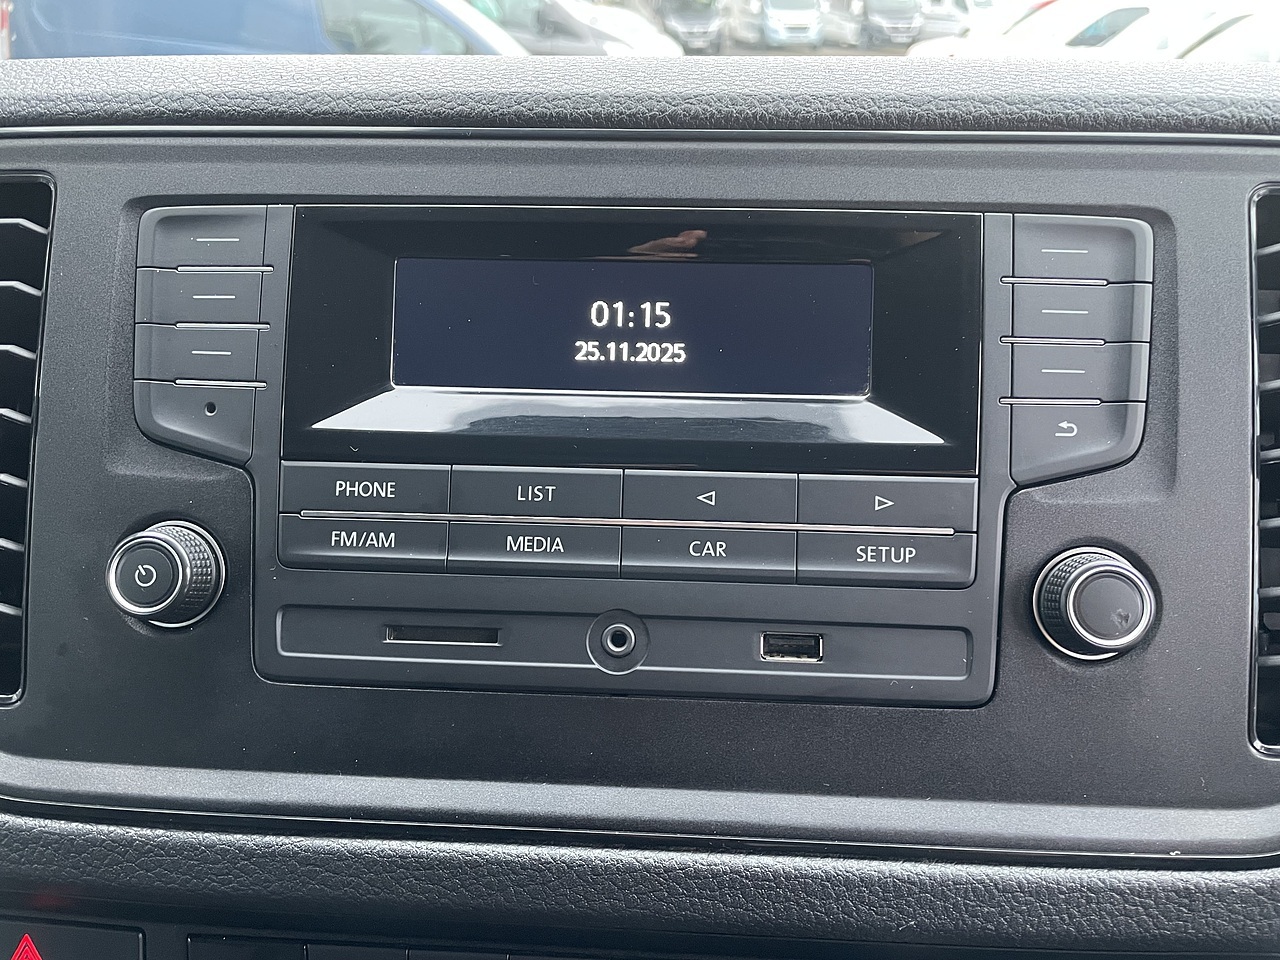 01:15
25.11.2025
PHONE LIST
FM/AM MEDIA CAR SETUP